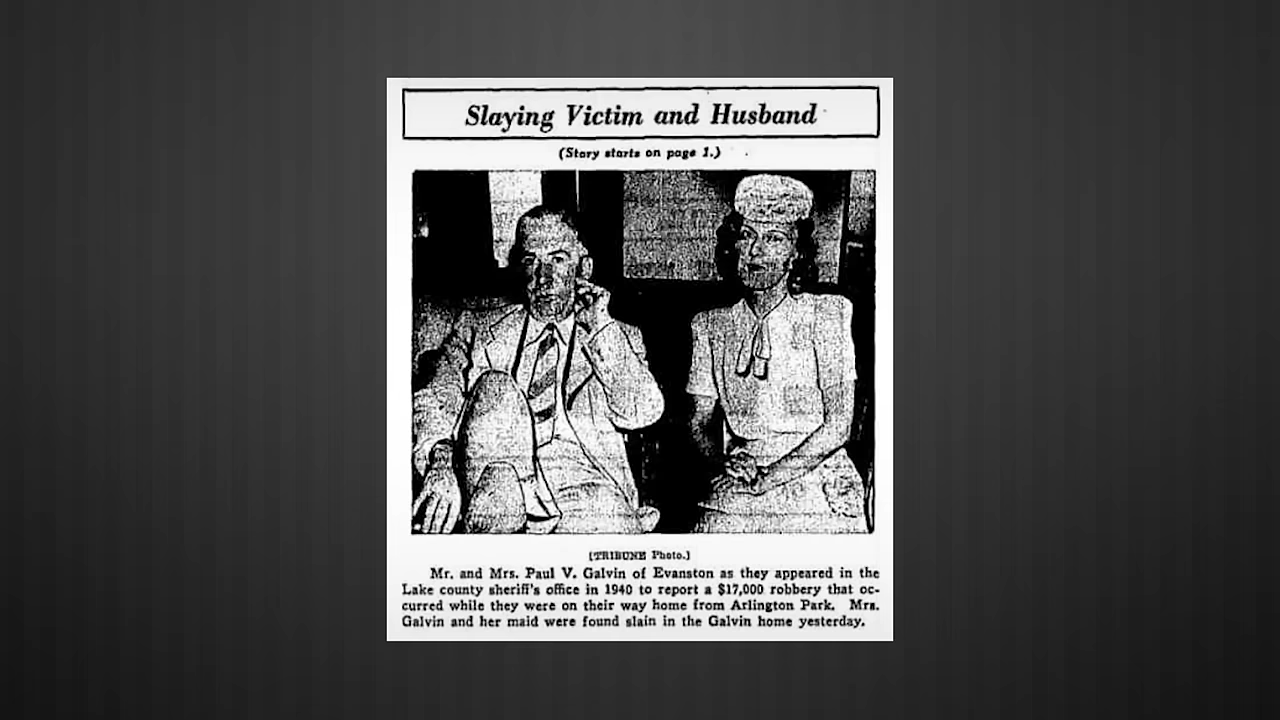 Slaying Victim and Husband
(Story starts on page 1.)
[TRIBUNE Photo.]
Mr. and Mrs. Paul V. Galvin of Evanston as they appeared in the
Lake county sheriff's office in 1940 to report a $17,000 robbery that oc-
curred while they were on their way home from Arlington Park. Mrs.
Galvin and her maid were found slain in the Galvin home yesterday.